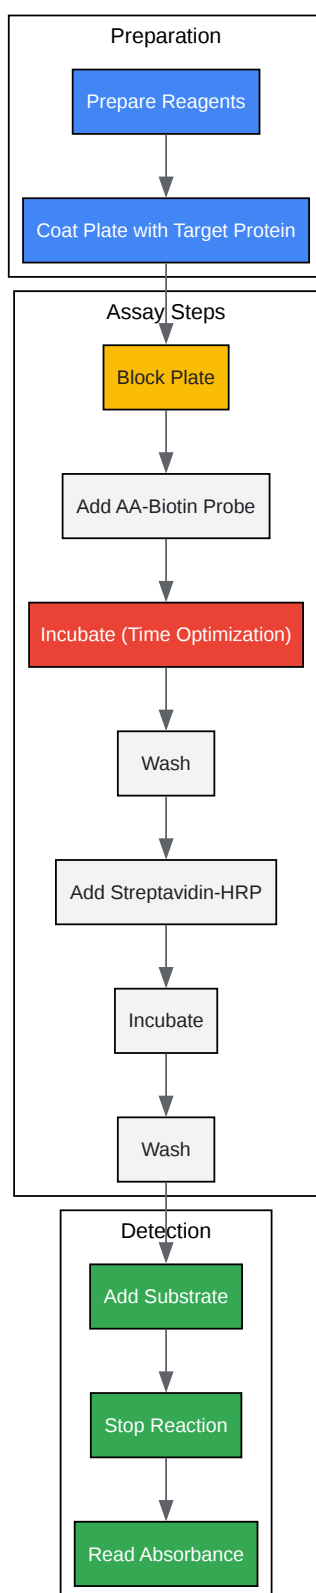 Preparation
Prepare Reagents
Coat Plate with Target Protein
Assay Steps
Block Plate
Add AA-Biotin Probe
Incubate (Time Optimization)
Wash
Add Streptavidin-HRP
Incubate
Wash
Detection
Add Substrate
Stop Reaction
Read Absorbance